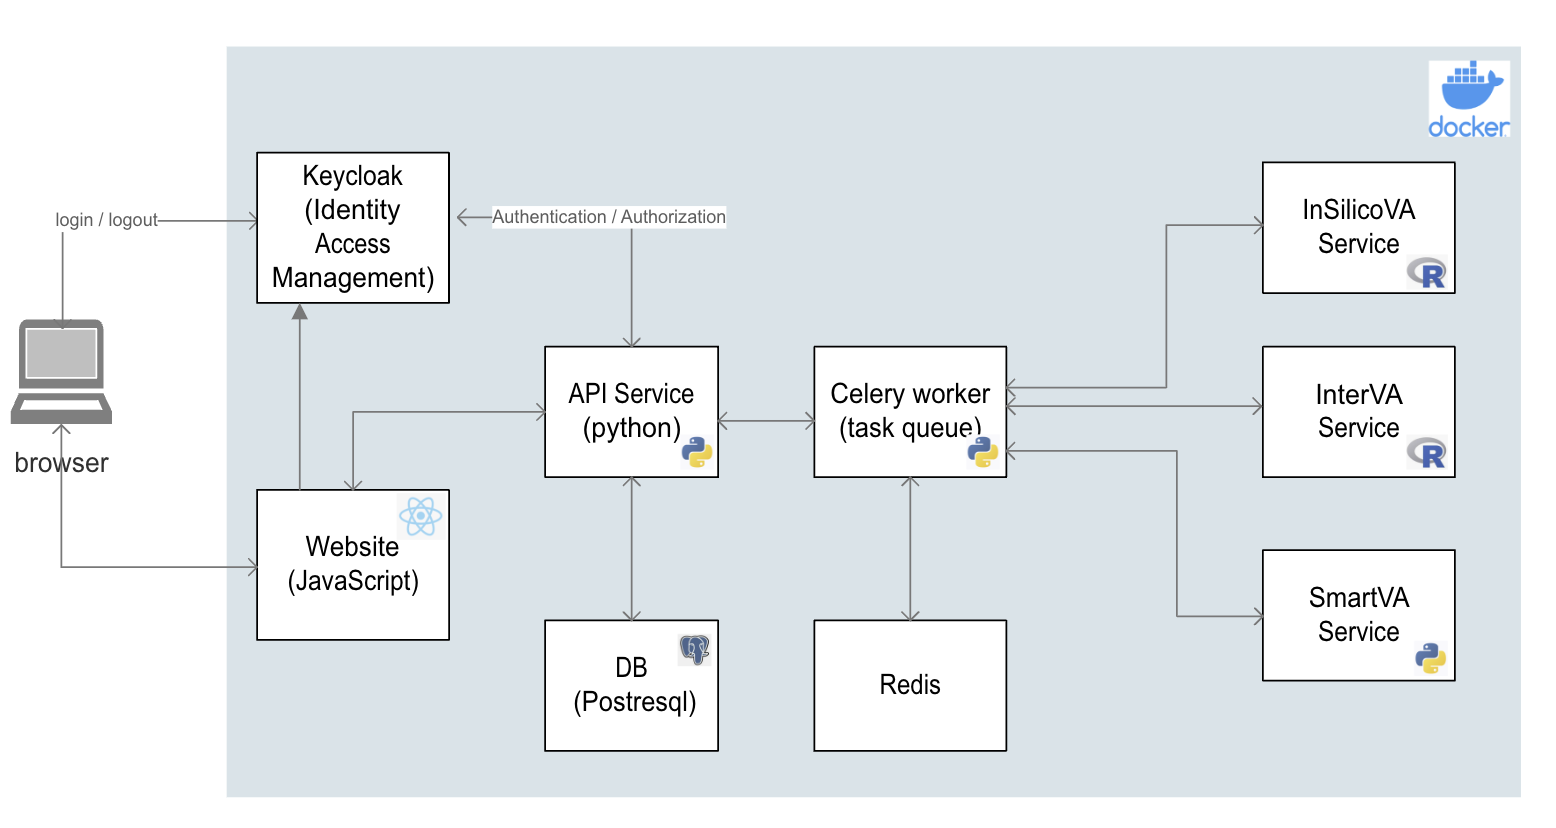 docker
Keycloak
(Identity
Access
Management)
login / logout
Authentication / Authorization
InSilicoVA
Service
R
browser
API Service
(python)
Celery worker
(task queue)
InterVA
Service
R
Website
(JavaScript)
DB
(Postresql)
Redis
SmartVA
Service